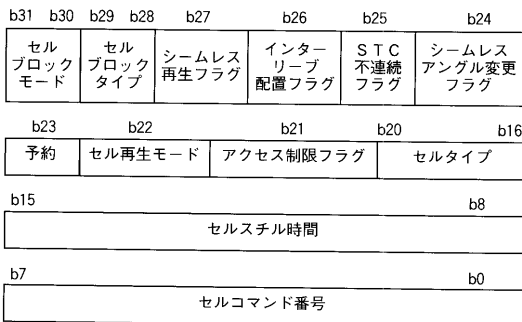 b31 b30 b29 b28 b27 b26 b25 b24
セル
ブロック
モード
セル
ブロック
タイプ
シームレス
再生フラグ
インター
リーブ
配置フラグ
STC
不連続
フラグ
シームレス
アングル変更
フラグ
b23 b22 b21 b20 b16
予約 セル再生モード アクセス制限フラグ セルタイプ
b15 b8
セルスチル時間
b7 b0
セルコマンド番号